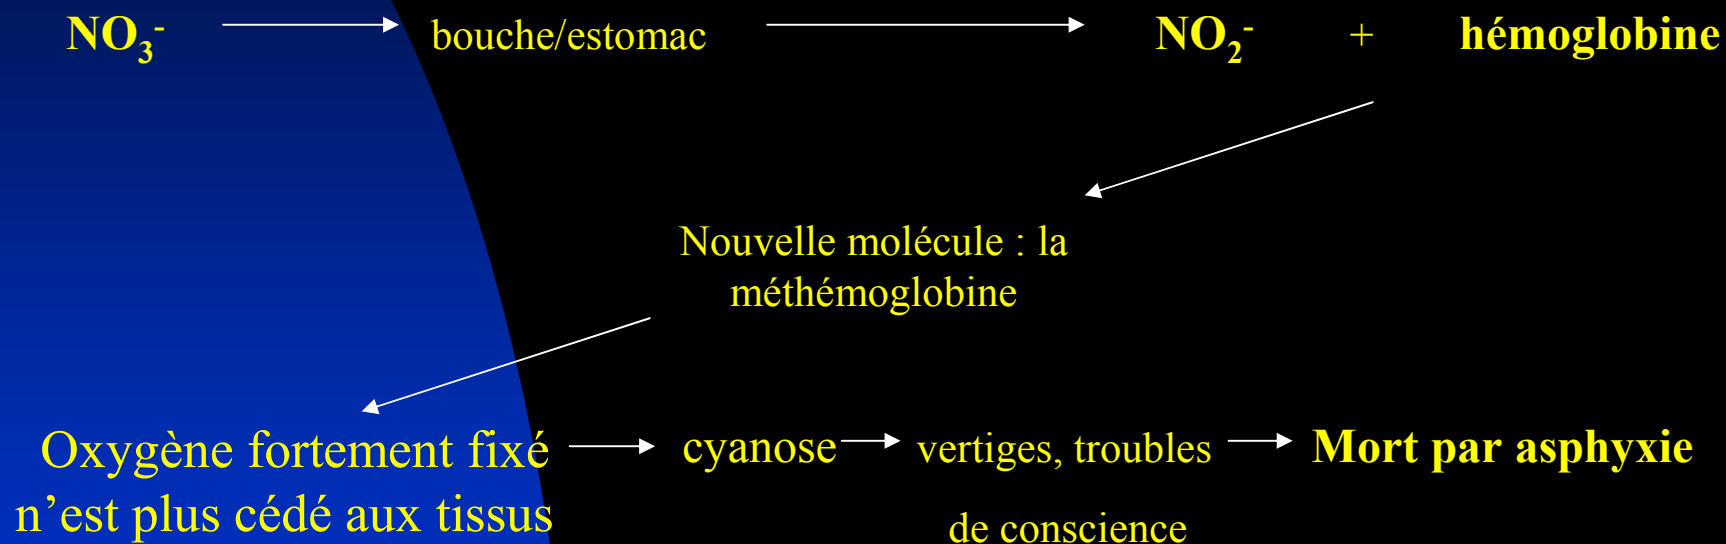 NO₃⁻ bouche/estomac NO₂⁻ + hémoglobine
Nouvelle molécule : la
méthémoglobine
Oxygène fortement fixé cyanose vertiges, troubles Mort par asphyxie
n’est plus cédé aux tissus de conscience